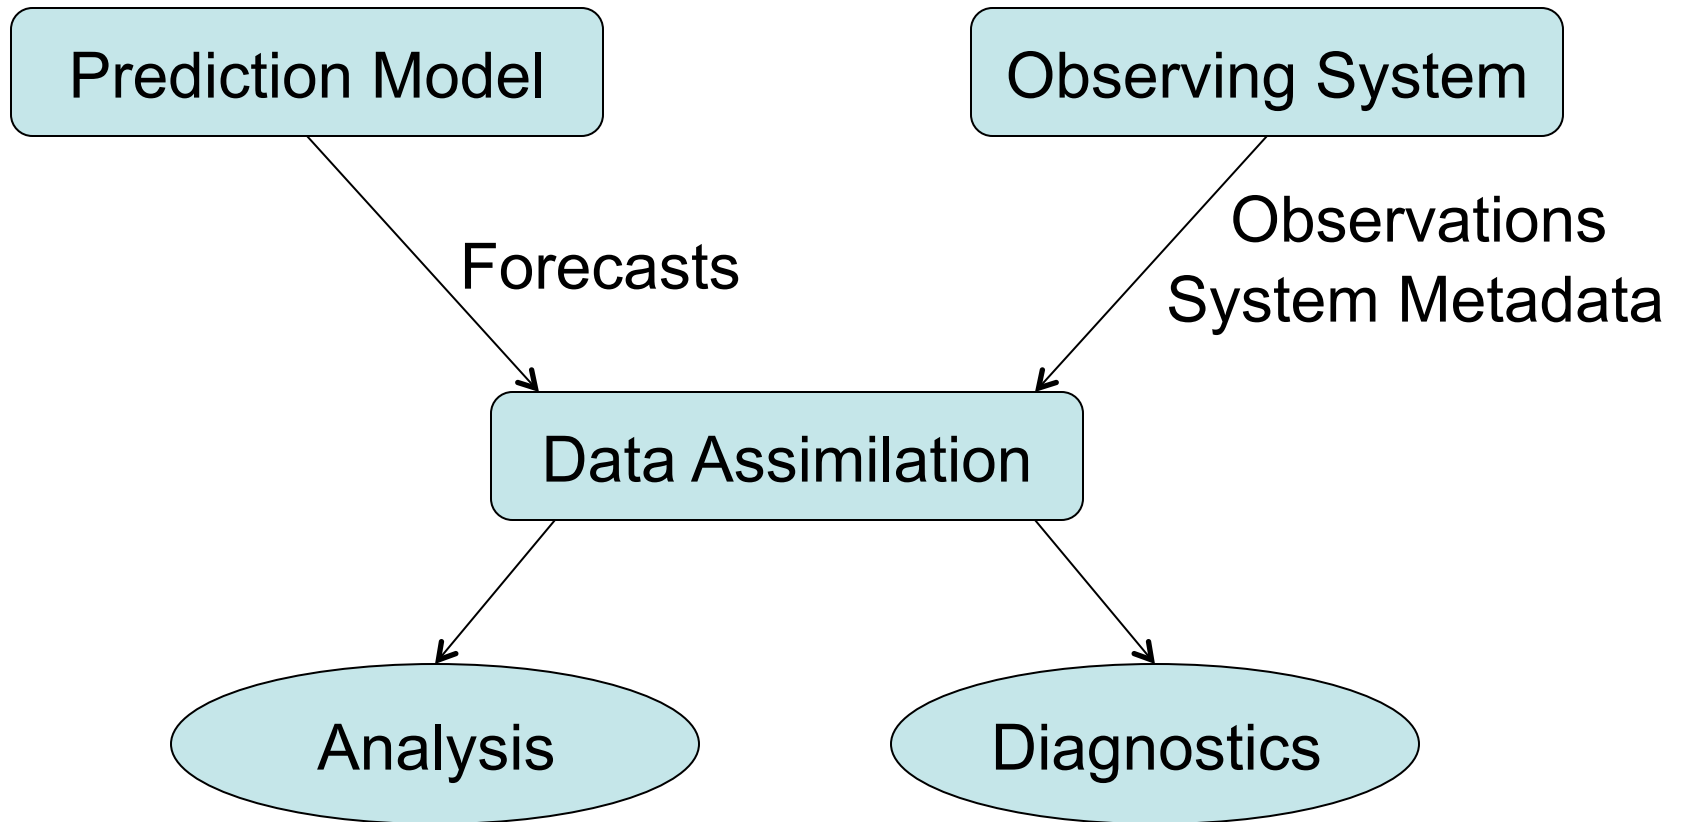 Prediction Model
Observing System
Forecasts
Observations
System Metadata
Data Assimilation
Analysis
Diagnostics